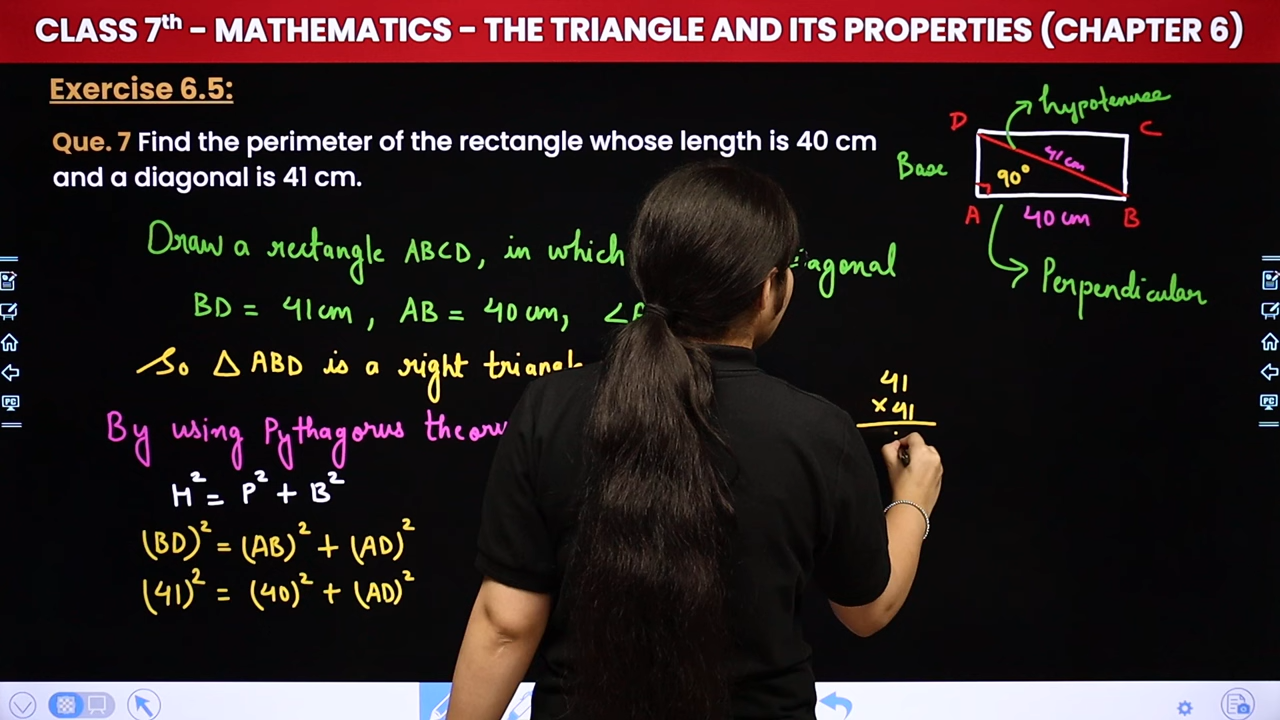 CLASS 7th - MATHEMATICS - THE TRIANGLE AND ITS PROPERTIES (CHAPTER 6)
Exercise 6.5:
Que. 7 Find the perimeter of the rectangle whose length is 40 cm
and a diagonal is 41 cm.
hypotenuse
D
C
Base
41 cm
90°
A
40 cm
B
Perpendicular
Draw a rectangle ABCD, in which
BD = 41 cm, AB = 40 cm,
So △ ABD is a right triangle
By using Pythagorus
H² = P² + B²
(BD)² = (AB)² + (AD)²
(41)² = (40)² + (AD)²
41
× 41
PC
PC